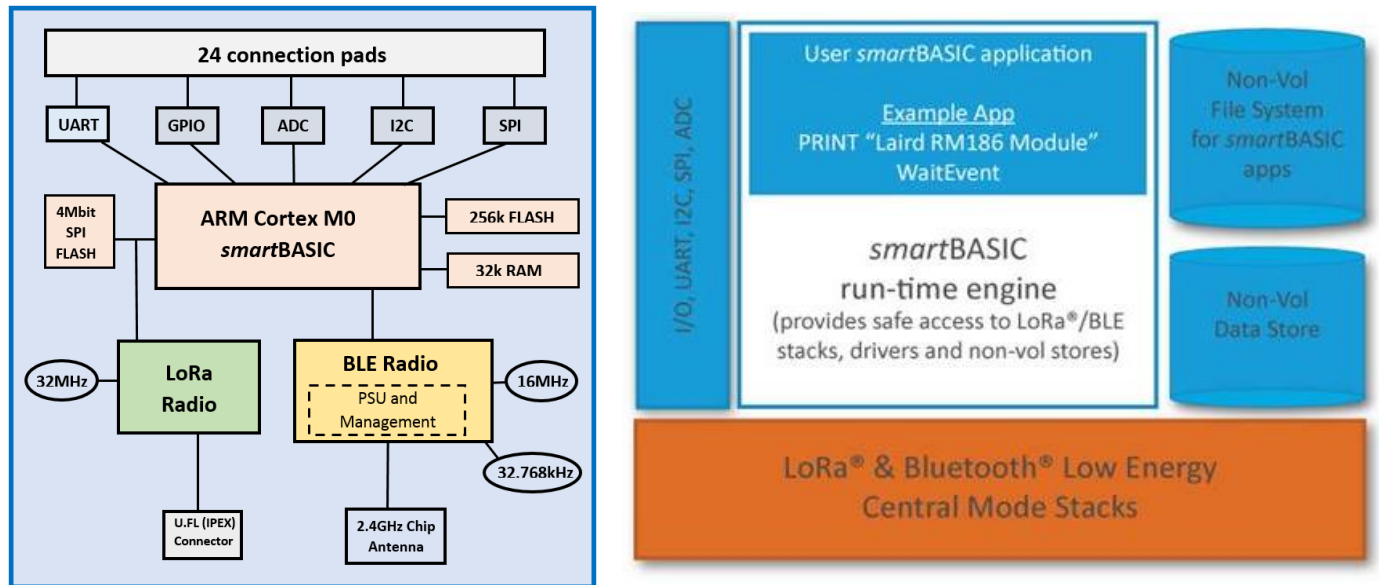 24 connection pads
UART
GPIO
ADC
I2C
SPI
4Mbit
SPI
FLASH
ARM Cortex M0
smartBASIC
256k FLASH
32k RAM
32MHz
LoRa
Radio
BLE Radio
PSU and
Management
16MHz
32.768kHz
U.FL (IPEX)
Connector
2.4GHz Chip
Antenna
I/O, UART, I2C, SPI, ADC
User smartBASIC application
Example App
PRINT “Laird RM186 Module”
WaitEvent
smartBASIC
run-time engine
(provides safe access to LoRa®/BLE
stacks, drivers and non-vol stores)
Non-Vol
File System
for smartBASIC
apps
Non-Vol
Data Store
LoRa® & Bluetooth® Low Energy
Central Mode Stacks